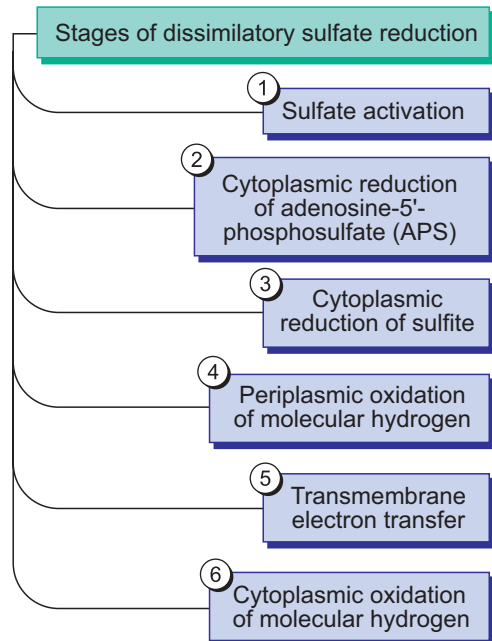 Stages of dissimilatory sulfate reduction
1
Sulfate activation
2
Cytoplasmic reduction
of adenosine-5'-
phosphosulfate (APS)
3
Cytoplasmic
reduction of sulfite
4
Periplasmic oxidation
of molecular hydrogen
5
Transmembrane
electron transfer
6
Cytoplasmic oxidation
of molecular hydrogen